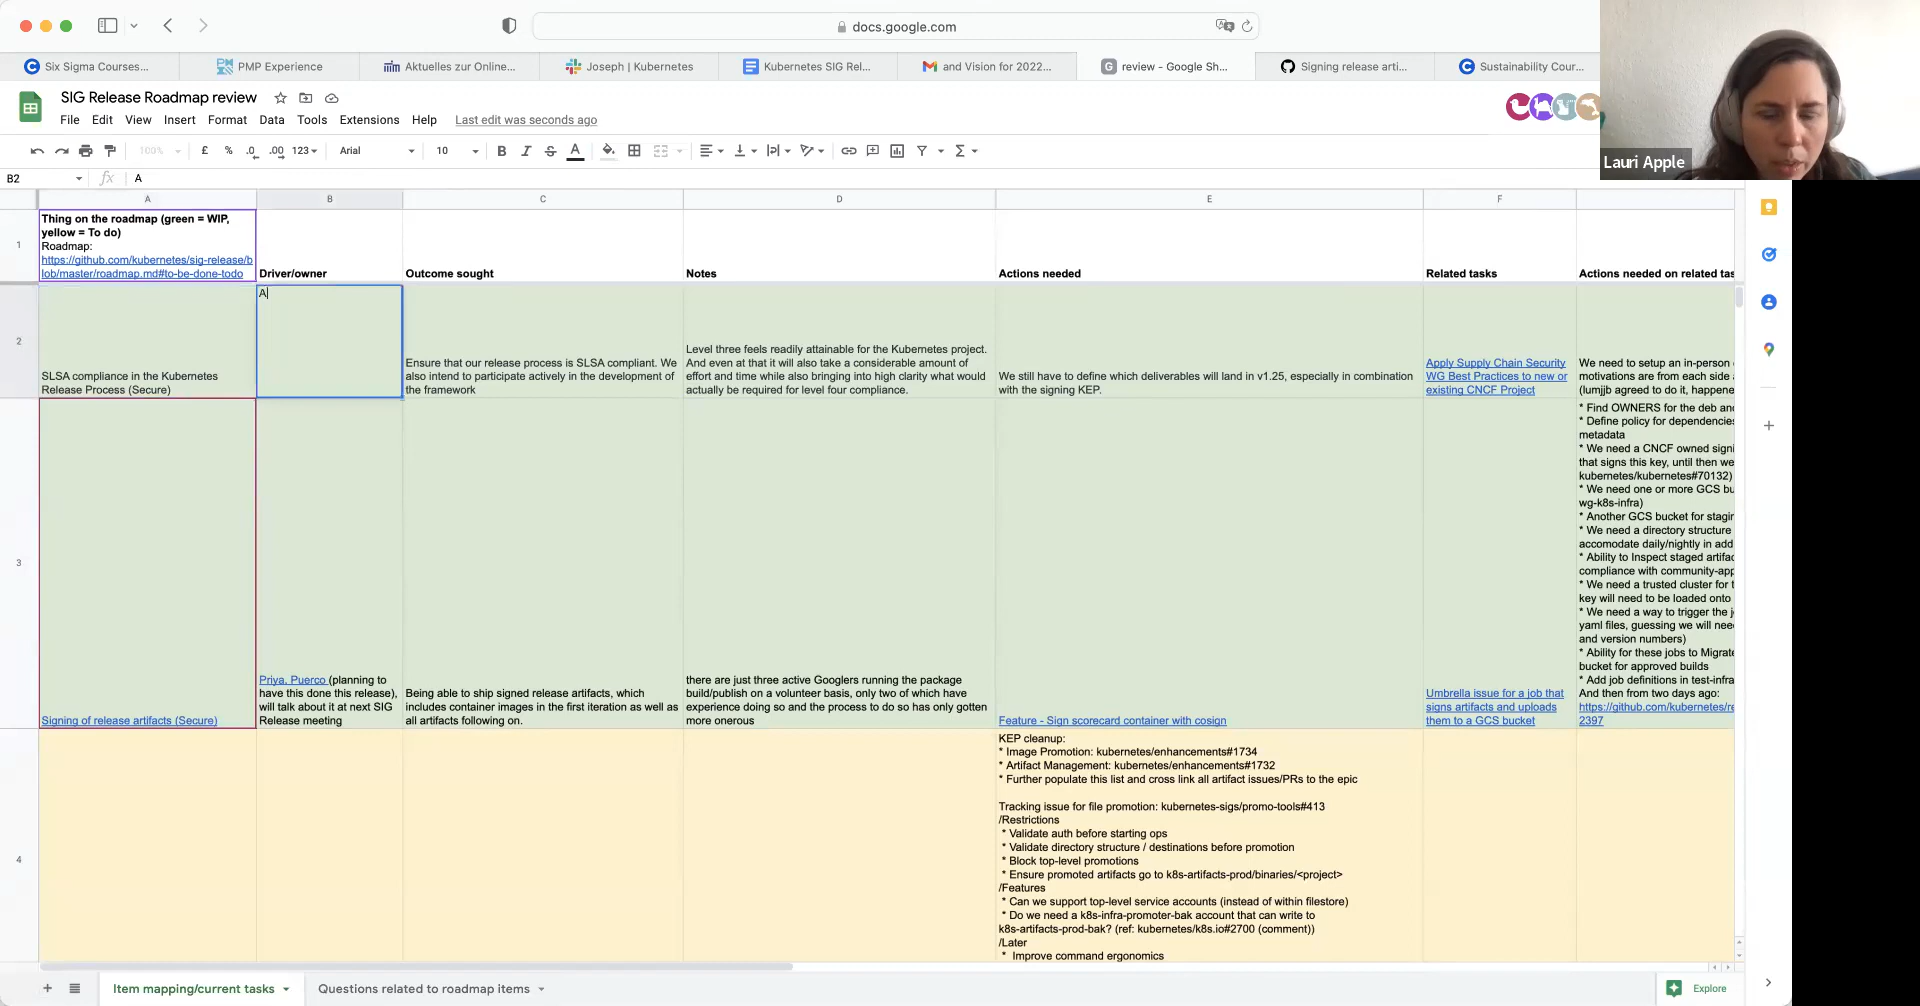 docs.google.com
Six Sigma Courses...
PMP Experience
Aktuelles zur Online...
Joseph | Kubernetes
Kubernetes SIG Rel...
and Vision for 2022...
review - Google Sh...
Signing release arti...
Sustainability Cour...
SIG Release Roadmap review
File Edit View Insert Format Data Tools Extensions Help Last edit was seconds ago
100% £ % .0 .00 123 Arial 10 B I S A
Lauri Apple
B2 fx A
A B C D E F
1
Thing on the roadmap (green = WIP,
yellow = To do)
Roadmap:
https://github.com/kubernetes/sig-release/b
lob/master/roadmap.md#to-be-done-todo
Driver/owner
Outcome sought
Notes
Actions needed
Related tasks
Actions needed on related tas
2
SLSA compliance in the Kubernetes
Release Process (Secure)
A
Ensure that our release process is SLSA compliant. We
also intend to participate actively in the development of
the framework
Level three feels readily attainable for the Kubernetes project.
And even at that it will also take a considerable amount of
effort and time while also bringing into high clarity what would
actually be required for level four compliance.
We still have to define which deliverables will land in v1.25, especially in combination
with the signing KEP.
Apply Supply Chain Security
WG Best Practices to new or
existing CNCF Project
We need to setup an in-person
motivations are from each side
(lumjjb agreed to do it, happene
3
Signing of release artifacts (Secure)
Priya, Puerco (planning to
have this done this release),
will talk about it at next SIG
Release meeting
Being able to ship signed release artifacts, which
includes container images in the first iteration as well as
all artifacts following on.
there are just three active Googlers running the package
build/publish on a volunteer basis, only two of which have
experience doing so and the process to do so has only gotten
more onerous
Feature - Sign scorecard container with cosign
Umbrella issue for a job that
signs artifacts and uploads
them to a GCS bucket
* Find OWNERS for the deb and
* Define policy for dependencies
metadata
* We need a CNCF owned signi
that signs this key, until then we
kubernetes/kubernetes#70132)
* We need one or more GCS bu
wg-k8s-infra)
* Another GCS bucket for stagin
* We need a directory structure
accomodate daily/nightly in add
* Ability to Inspect staged artifac
compliance with community-app
* We need a trusted cluster for t
key will need to be loaded onto
* We need a way to trigger the j
yaml files, guessing we will nee
and version numbers)
* Ability for these jobs to Migrate
bucket for approved builds
* Add job definitions in test-infra
And then from two days ago:
https://github.com/kubernetes/re
2397
4
KEP cleanup:
* Image Promotion: kubernetes/enhancements#1734
* Artifact Management: kubernetes/enhancements#1732
* Further populate this list and cross link all artifact issues/PRs to the epic
Tracking issue for file promotion: kubernetes-sigs/promo-tools#413
/Restrictions
* Validate auth before starting ops
* Validate directory structure / destinations before promotion
* Block top-level promotions
* Ensure promoted artifacts go to k8s-artifacts-prod/binaries/<project>
/Features
* Can we support top-level service accounts (instead of within filestore)
* Do we need a k8s-infra-promoter-bak account that can write to
k8s-artifacts-prod-bak? (ref: kubernetes/k8s.io#2700 (comment))
/Later
* Improve command ergonomics
Item mapping/current tasks
Questions related to roadmap items
Explore